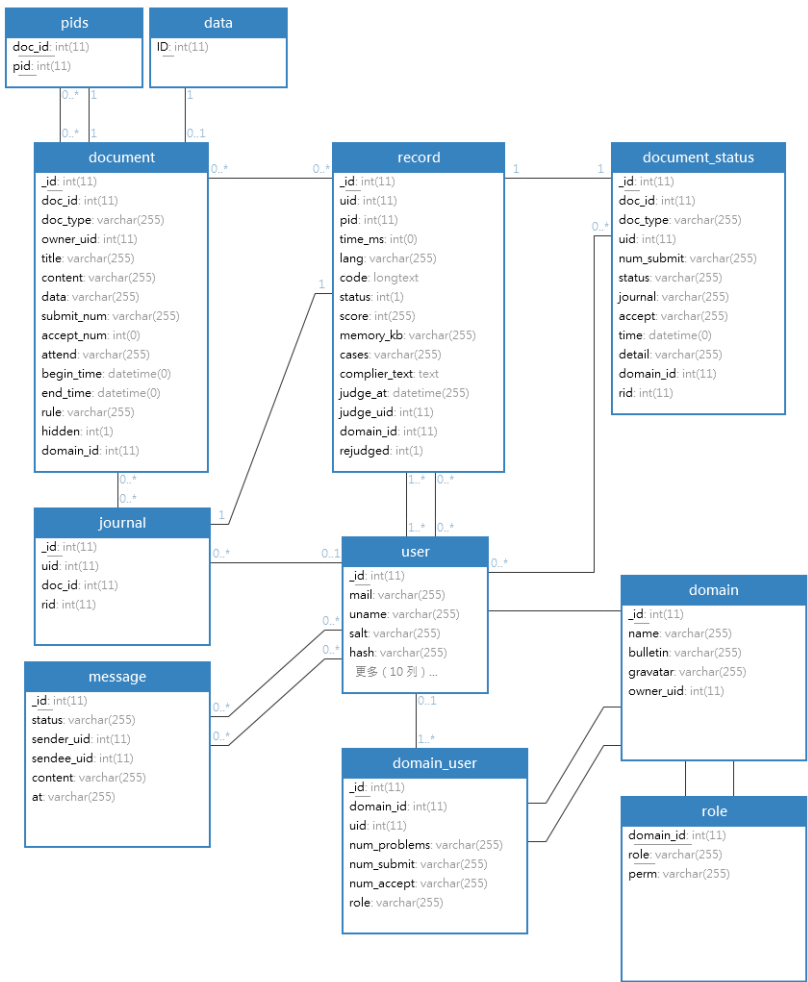 pids
doc_id: int(11)
pid: int(11)
data
ID: int(11)
0..*
1
1
0..*
1
0..1
document
_id: int(11)
doc_id: int(11)
doc_type: varchar(255)
owner_uid: int(11)
title: varchar(255)
content: varchar(255)
data: varchar(255)
submit_num: varchar(255)
accept_num: int(0)
attend: varchar(255)
begin_time: datetime(0)
end_time: datetime(0)
rule: varchar(255)
hidden: int(1)
domain_id: int(11)
0..*
0..*
record
_id: int(11)
uid: int(11)
pid: int(11)
time_ms: int(0)
lang: varchar(255)
code: longtext
status: int(1)
score: int(255)
memory_kb: varchar(255)
cases: varchar(255)
complier_text: text
judge_at: datetime(255)
judge_uid: int(11)
domain_id: int(11)
rejudged: int(1)
1
1
document_status
_id: int(11)
doc_id: int(11)
doc_type: varchar(255)
uid: int(11)
num_submit: varchar(255)
status: varchar(255)
journal: varchar(255)
accept: varchar(255)
time: datetime(0)
detail: varchar(255)
domain_id: int(11)
rid: int(11)
0..*
1
0..*
0..*
1
journal
_id: int(11)
uid: int(11)
doc_id: int(11)
rid: int(11)
0..*
0..1
1..*
0..*
1..*
0..*
user
_id: int(11)
mail: varchar(255)
uname: varchar(255)
salt: varchar(255)
hash: varchar(255)
更多（10 列）...
0..*
0..*
0..*
domain
_id: int(11)
name: varchar(255)
bulletin: varchar(255)
gravatar: varchar(255)
owner_uid: int(11)
message
_id: int(11)
status: varchar(255)
sender_uid: int(11)
sendee_uid: int(11)
content: varchar(255)
at: varchar(255)
0..*
0..*
0..1
1..*
domain_user
_id: int(11)
domain_id: int(11)
uid: int(11)
num_problems: varchar(255)
num_submit: varchar(255)
num_accept: varchar(255)
role: varchar(255)
role
domain_id: int(11)
role: varchar(255)
perm: varchar(255)